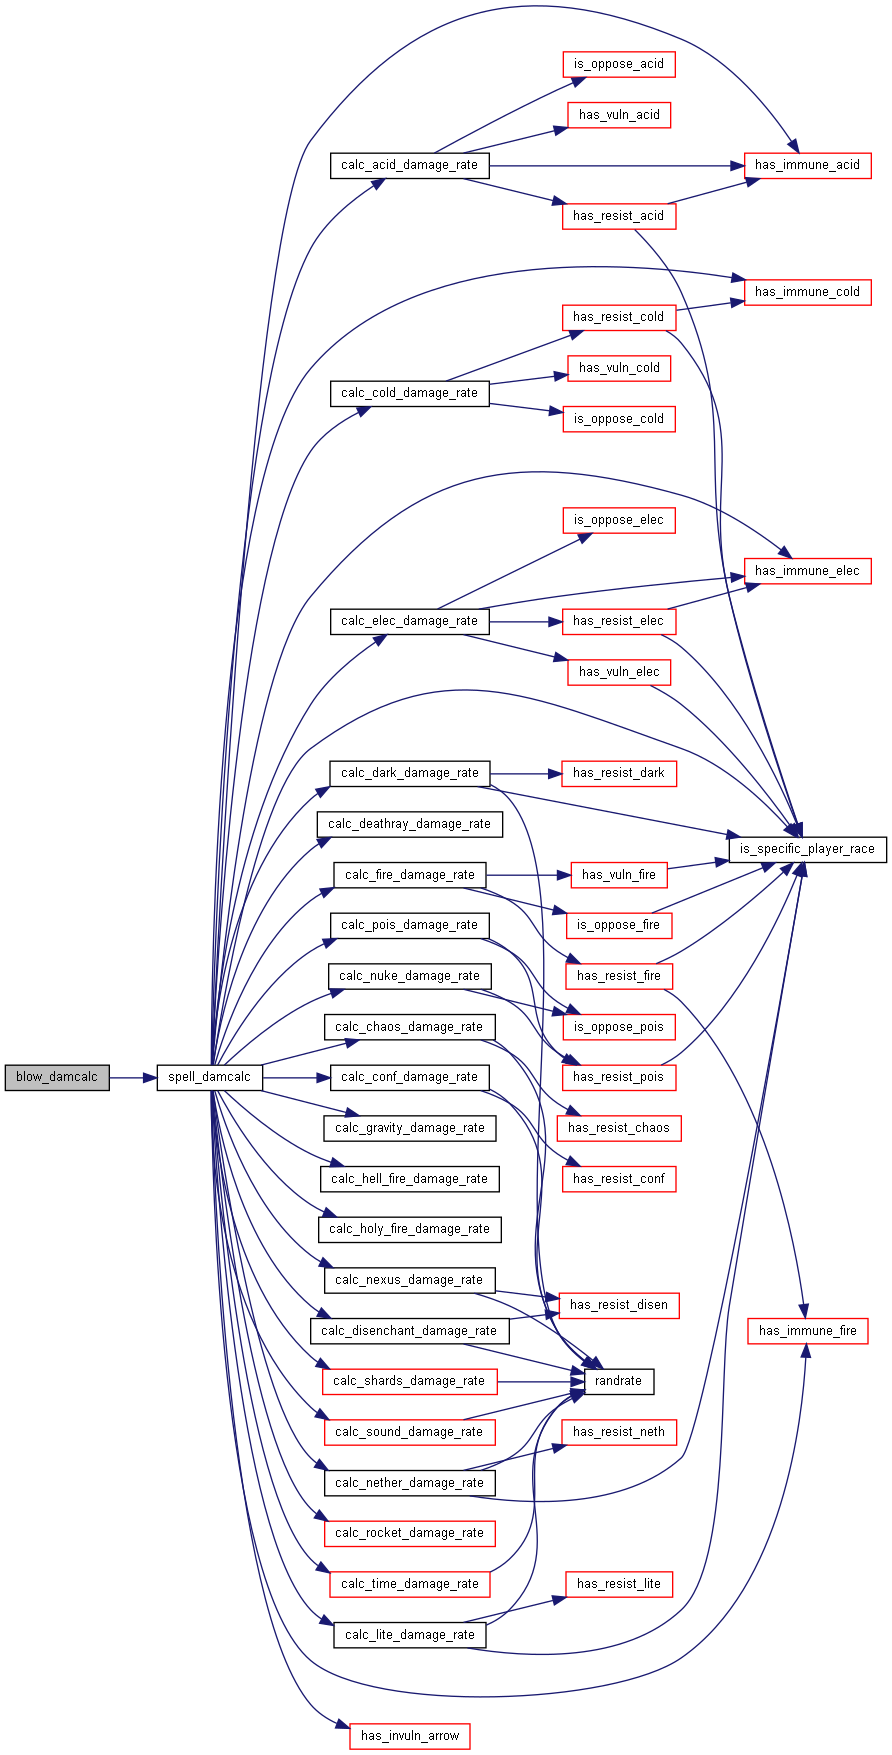 is_oppose_acid
has_vuln_acid
calc_acid_damage_rate
has_immune_acid
has_resist_acid
has_immune_cold
has_resist_cold
has_vuln_cold
calc_cold_damage_rate
is_oppose_cold
is_oppose_elec
has_immune_elec
calc_elec_damage_rate
has_resist_elec
has_vuln_elec
calc_dark_damage_rate
has_resist_dark
calc_deathray_damage_rate
is_specific_player_race
calc_fire_damage_rate
has_vuln_fire
calc_pois_damage_rate
is_oppose_fire
calc_nuke_damage_rate
has_resist_fire
calc_chaos_damage_rate
is_oppose_pois
blow_damcalc
spell_damcalc
calc_conf_damage_rate
has_resist_pois
calc_gravity_damage_rate
has_resist_chaos
calc_hell_fire_damage_rate
has_resist_conf
calc_holy_fire_damage_rate
calc_nexus_damage_rate
has_resist_disen
calc_disenchant_damage_rate
has_immune_fire
calc_shards_damage_rate
randrate
calc_sound_damage_rate
has_resist_neth
calc_nether_damage_rate
calc_rocket_damage_rate
calc_time_damage_rate
has_resist_lite
calc_lite_damage_rate
has_invuln_arrow